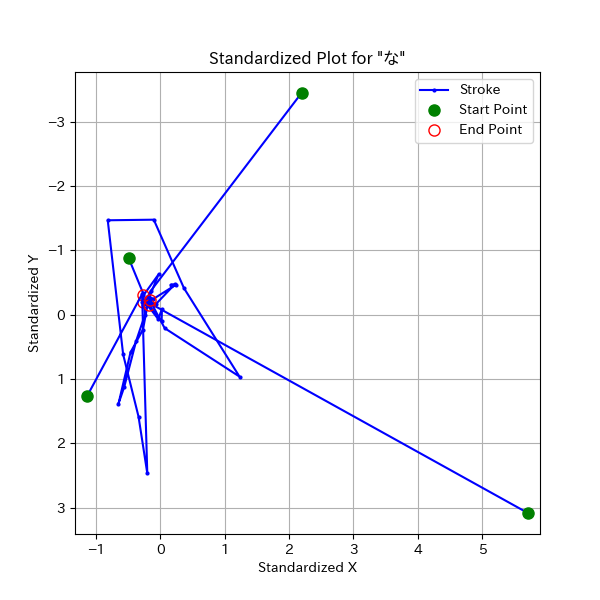 Standardized Plot for "な"
Stroke
Start Point
End Point
Standardized Y
−3
−2
−1
0
1
2
3
−1 0 1 2 3 4 5
Standardized X